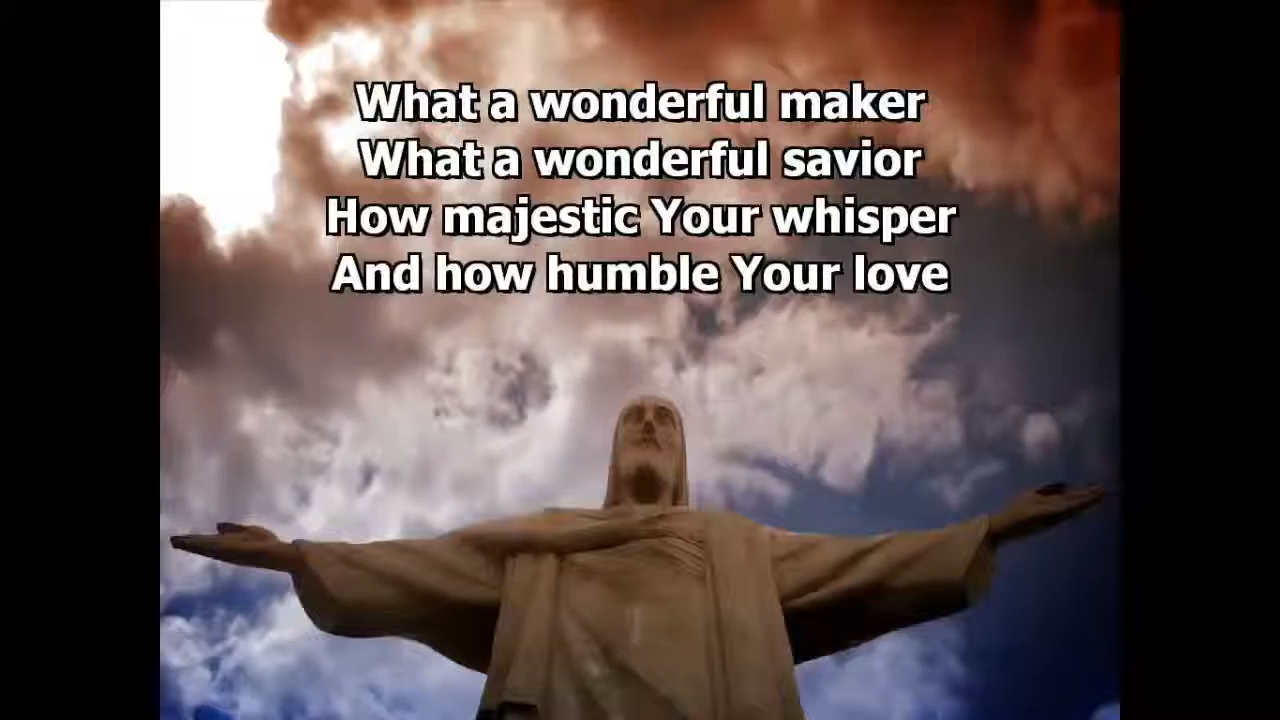 What a wonderful maker
What a wonderful savior
How majestic Your whisper
And how humble Your love